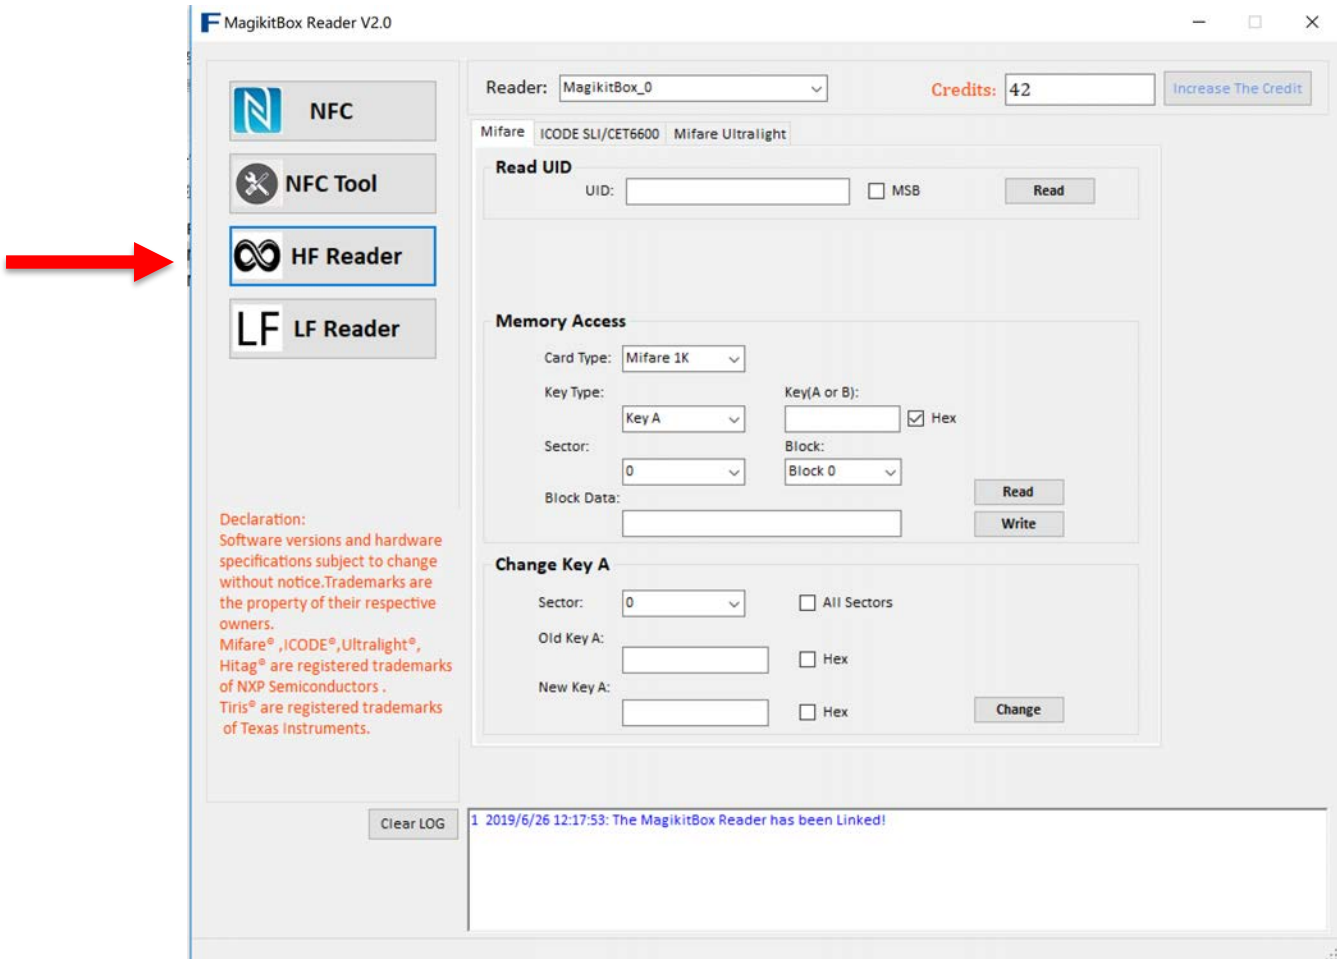 MagikitBox Reader V2.0
NFC
NFC Tool
HF Reader
LF
LF Reader
Declaration:
Software versions and hardware
specifications subject to change
without notice.Trademarks are
the property of their respective
owners.
Mifare® ,ICODE®,Ultralight®,
Hitag® are registered trademarks
of NXP Semiconductors .
Tiris® are registered trademarks
of Texas Instruments.
Reader: MagikitBox_0 Credits: 42 Increase The Credit
Mifare ICODE SLI/CET6600 Mifare Ultralight
Read UID
UID: MSB Read
Memory Access
Card Type: Mifare 1K
Key Type: Key(A or B):
Key A Hex
Sector: Block:
0 Block 0
Block Data: Read
Write
Change Key A
Sector: 0 All Sectors
Old Key A:
Hex
New Key A:
Hex Change
Clear LOG
1 2019/6/26 12:17:53: The MagikitBox Reader has been Linked!